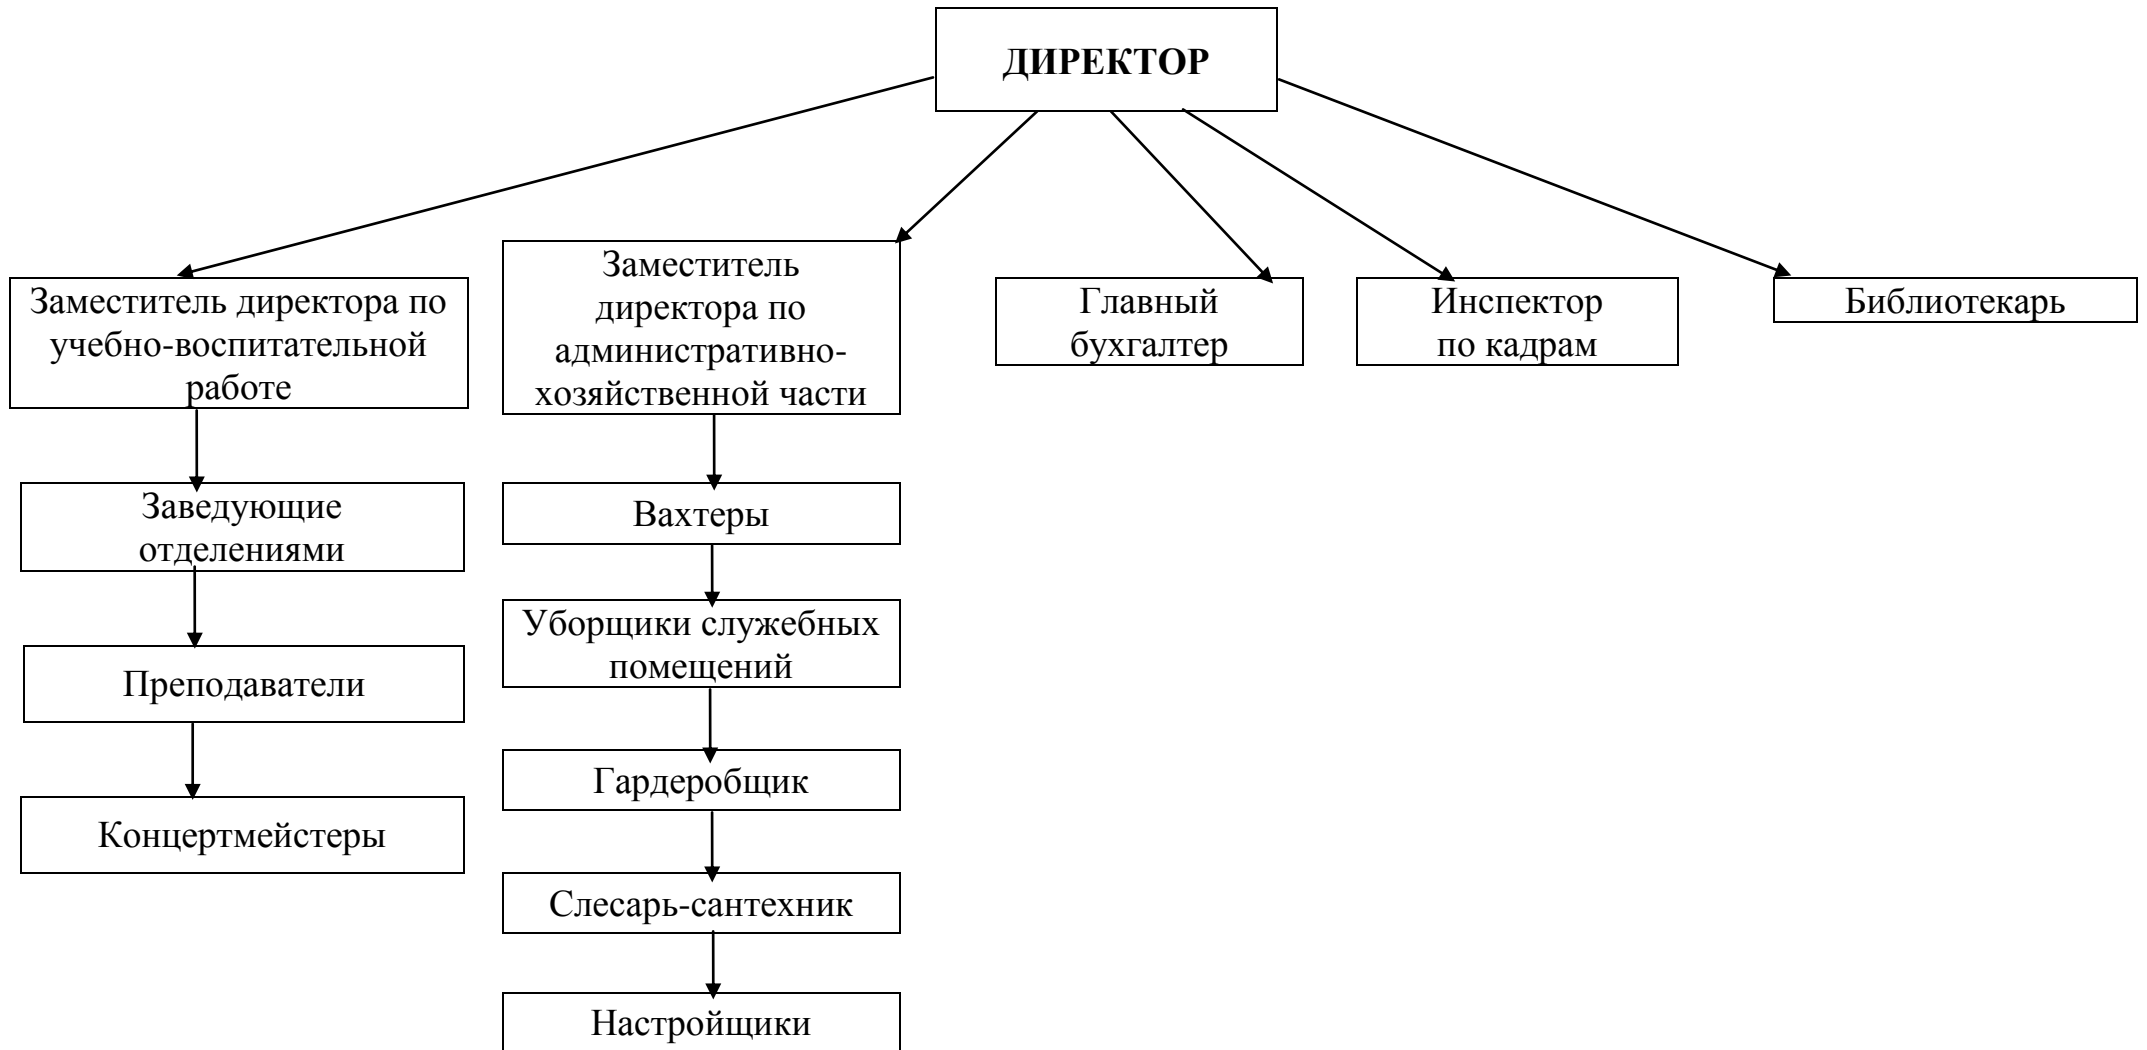 ДИРЕКТОР
Заместитель директора по
учебно-воспитательной
работе
Заместитель
директора по
административно-
хозяйственной части
Главный
бухгалтер
Инспектор
по кадрам
Библиотекарь
Заведующие
отделениями
Преподаватели
Концертмейстеры
Вахтеры
Уборщики служебных
помещений
Гардеробщик
Слесарь-сантехник
Настройщики